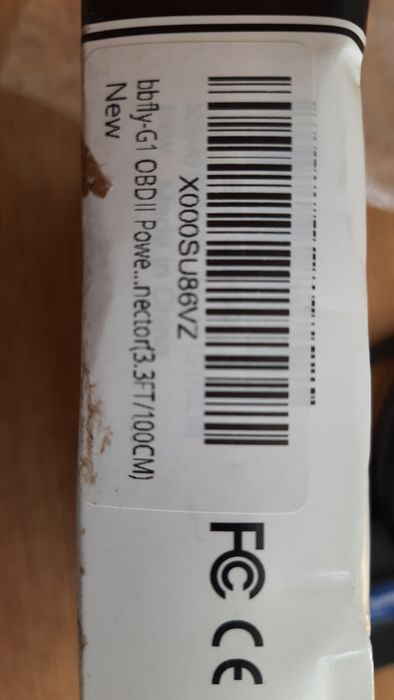 X000SU86VZ
bbfly-G1 OBDII Powe...nector(3.3FT/100CM)
New
FC CE